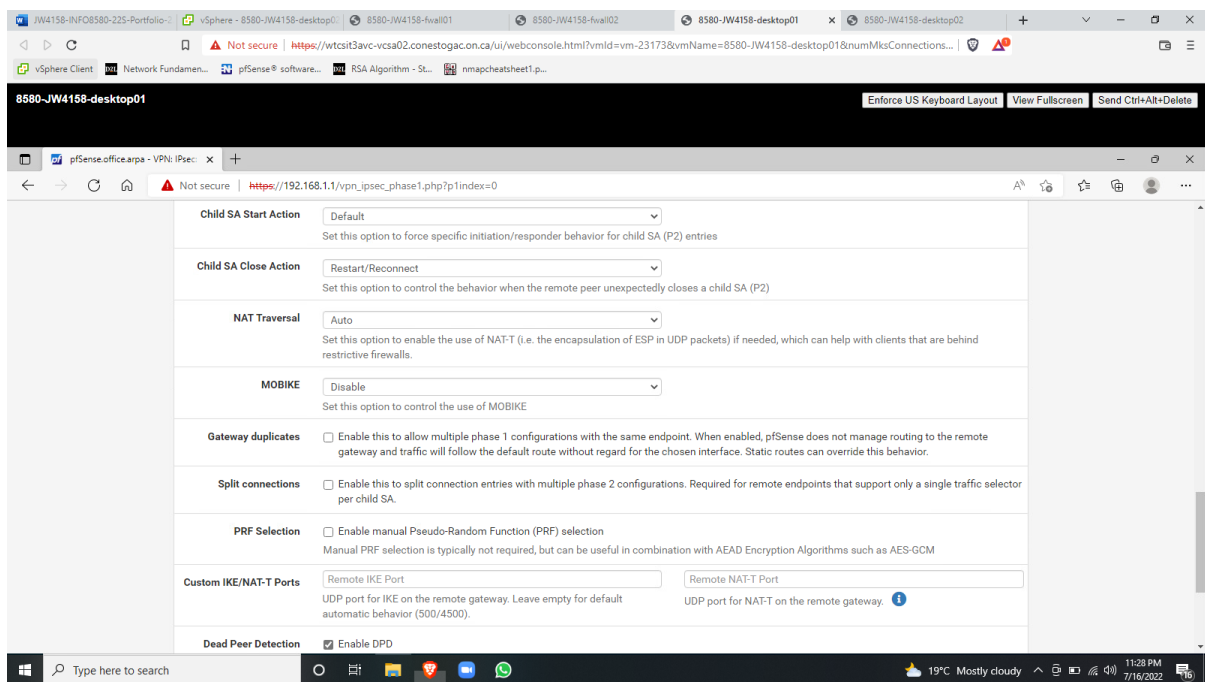 JW4158-INFO8580-22S-Portfolio-2
vSphere - 8580-JW4158-desktop0
8580-JW4158-fwall01
8580-JW4158-fwall02
8580-JW4158-desktop01
8580-JW4158-desktop02
Not secure | https://wtcsit3avc-vcsa02.conestogac.on.ca/ui/webconsole.html?vmId=vm-23173&vmName=8580-JW4158-desktop01&numMksConnections...
vSphere Client
DZL Network Fundamen...
pfSense® software...
DZL RSA Algorithm - St...
nmapcheatsheet1.p...
8580-JW4158-desktop01
Enforce US Keyboard Layout
View Fullscreen
Send Ctrl+Alt+Delete
pf pfSense.office.arpa - VPN: IPsec:
Not secure | https://192.168.1.1/vpn_ipsec_phase1.php?p1index=0
Child SA Start Action
Default
Set this option to force specific initiation/responder behavior for child SA (P2) entries
Child SA Close Action
Restart/Reconnect
Set this option to control the behavior when the remote peer unexpectedly closes a child SA (P2)
NAT Traversal
Auto
Set this option to enable the use of NAT-T (i.e. the encapsulation of ESP in UDP packets) if needed, which can help with clients that are behind
restrictive firewalls.
MOBIKE
Disable
Set this option to control the use of MOBIKE
Gateway duplicates
Enable this to allow multiple phase 1 configurations with the same endpoint. When enabled, pfSense does not manage routing to the remote
gateway and traffic will follow the default route without regard for the chosen interface. Static routes can override this behavior.
Split connections
Enable this to split connection entries with multiple phase 2 configurations. Required for remote endpoints that support only a single traffic selector
per child SA.
PRF Selection
Enable manual Pseudo-Random Function (PRF) selection
Manual PRF selection is typically not required, but can be useful in combination with AEAD Encryption Algorithms such as AES-GCM
Custom IKE/NAT-T Ports
Remote IKE Port
Remote NAT-T Port
UDP port for IKE on the remote gateway. Leave empty for default
automatic behavior (500/4500).
UDP port for NAT-T on the remote gateway.
Dead Peer Detection
Enable DPD
Type here to search
19°C Mostly cloudy
11:28 PM
7/16/2022
16